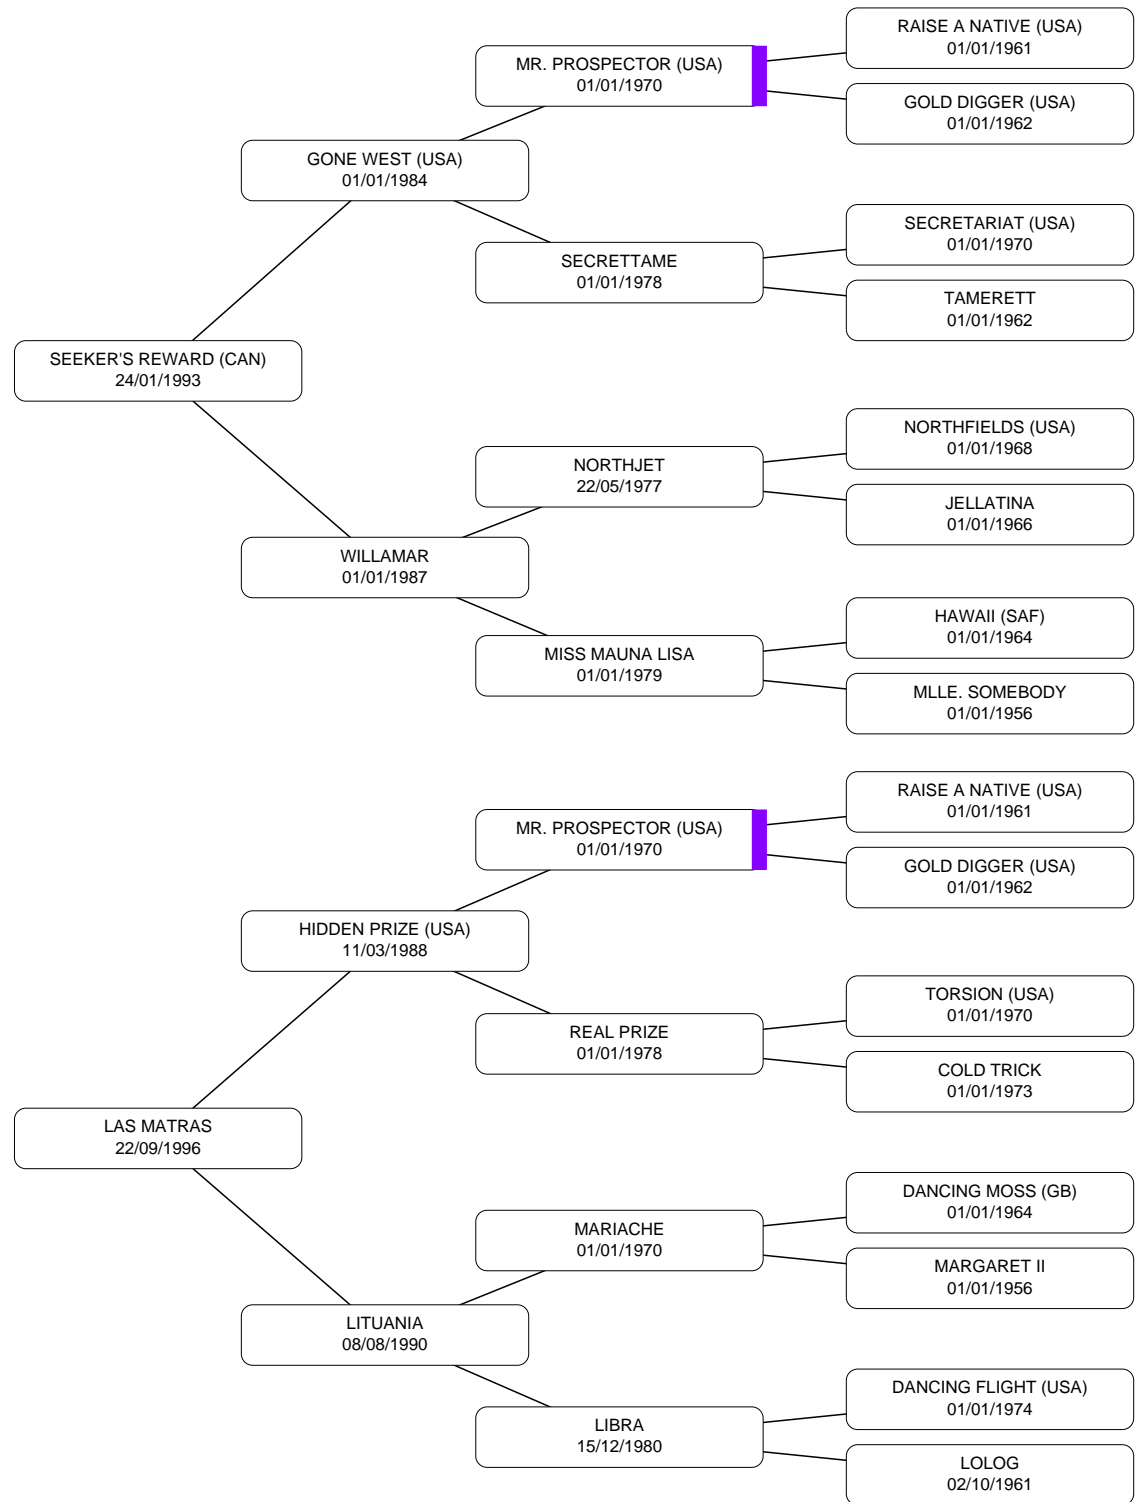 RAISE A NATIVE (USA)
01/01/1961
MR. PROSPECTOR (USA)
01/01/1970
GOLD DIGGER (USA)
01/01/1962
GONE WEST (USA)
01/01/1984
SECRETARIAT (USA)
01/01/1970
SECRETTAME
01/01/1978
TAMERETT
01/01/1962
SEEKER'S REWARD (CAN)
24/01/1993
NORTHFIELDS (USA)
01/01/1968
NORTHJET
22/05/1977
JELLATINA
01/01/1966
WILLAMAR
01/01/1987
HAWAII (SAF)
01/01/1964
MISS MAUNA LISA
01/01/1979
MLLE. SOMEBODY
01/01/1956
RAISE A NATIVE (USA)
01/01/1961
MR. PROSPECTOR (USA)
01/01/1970
GOLD DIGGER (USA)
01/01/1962
HIDDEN PRIZE (USA)
11/03/1988
TORSION (USA)
01/01/1970
REAL PRIZE
01/01/1978
COLD TRICK
01/01/1973
LAS MATRAS
22/09/1996
DANCING MOSS (GB)
01/01/1964
MARIACHE
01/01/1970
MARGARET II
01/01/1956
LITUANIA
08/08/1990
DANCING FLIGHT (USA)
01/01/1974
LIBRA
15/12/1980
LOLOG
02/10/1961